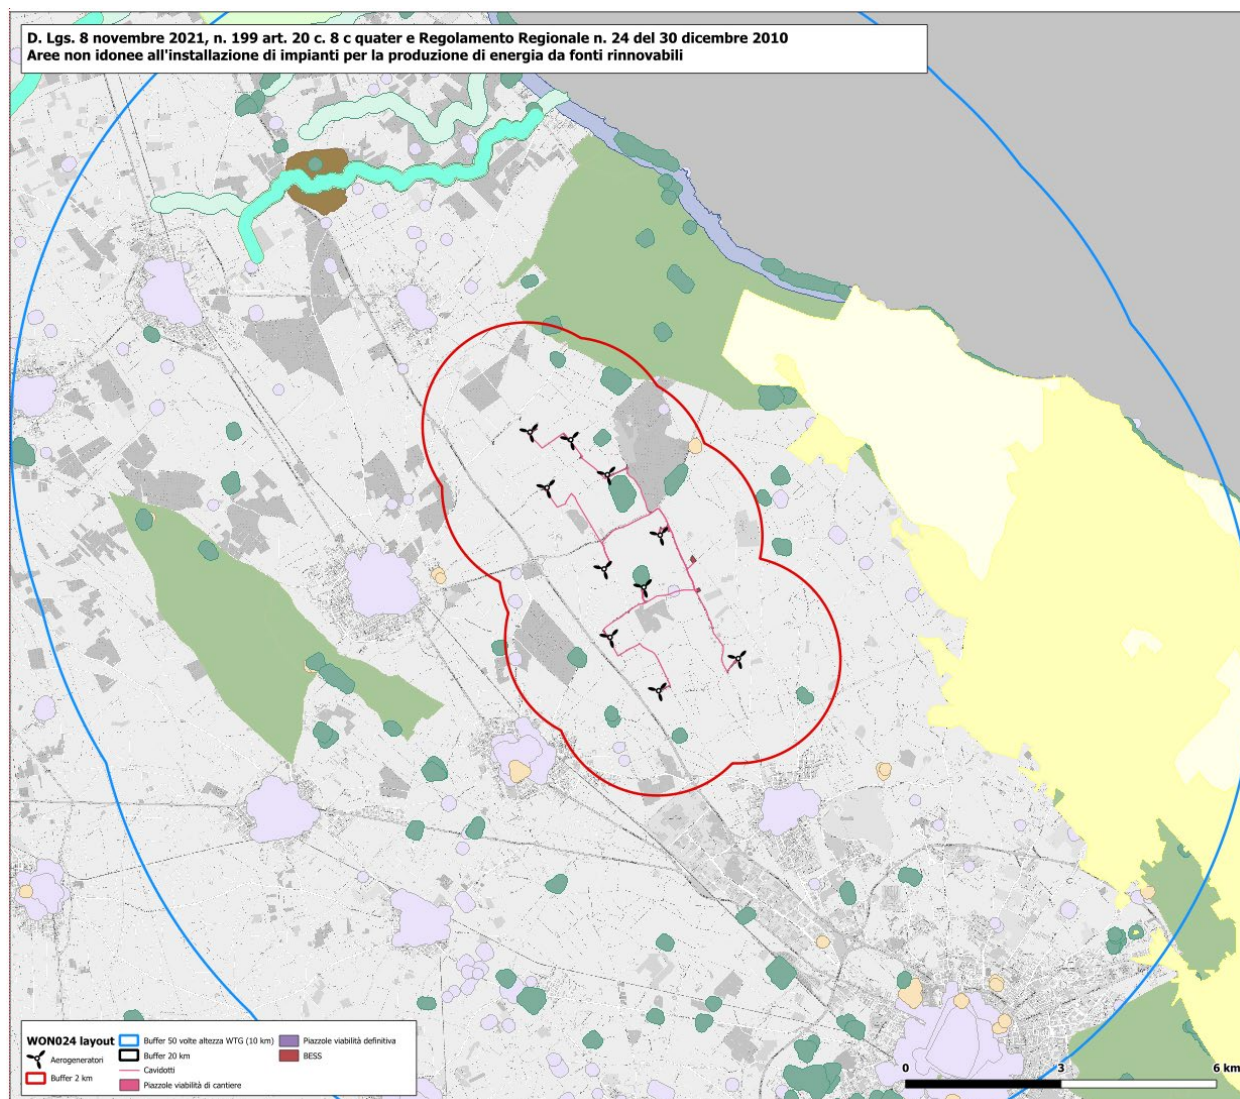 D. Lgs. 8 novembre 2021, n. 199 art. 20 c. 8 c quater e Regolamento Regionale n. 24 del 30 dicembre 2010
Aree non idonee all'installazione di impianti per la produzione di energia da fonti rinnovabili
WON024 layout
Aerogeneratori
Buffer 2 km
Buffer 50 volte altezza WTG (10 km)
Buffer 20 km
Cavidotti
Piazzole viabilità di cantiere
Piazzole viabilità definitiva
BESS
0 3 6 km